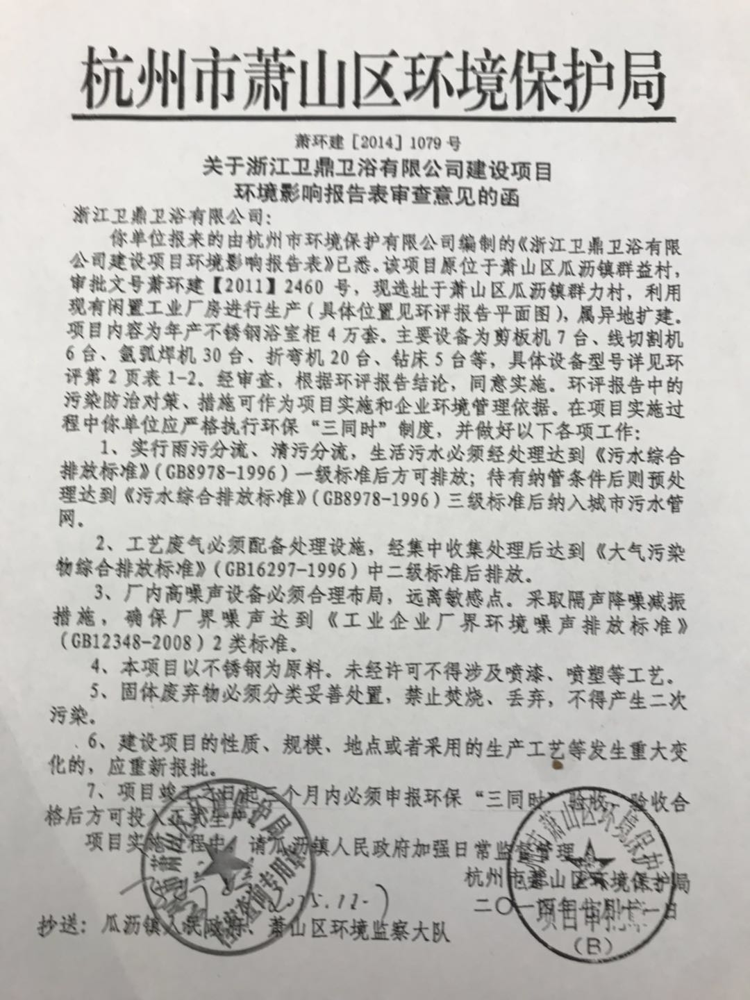 杭州市萧山区环境保护局
萧环建［2014］1079 号
关于浙江卫鼎卫浴有限公司建设项目
环境影响报告表审查意见的函
浙江卫鼎卫浴有限公司：
你单位报来的由杭州市环境保护有限公司编制的《浙江卫鼎卫浴有限
公司建设项目环境影响报告表》已悉。该项目原位于萧山区瓜沥镇群益村，
审批文号萧环建【2011】2460 号，现选址于萧山区瓜沥镇群力村，利用
现有闲置工业厂房进行生产（具体位置见环评报告平面图），属异地扩建。
项目内容为年产不锈钢浴室柜 4 万套。主要设备为剪板机 7 台、线切割机
6 台、氩弧焊机 30 台、折弯机 20 台、钻床 5 台等，具体设备型号详见环
评第 2 页表 1-2。经审查，根据环评报告结论，同意实施。环评报告中的
污染防治对策、措施可作为项目实施和企业环境管理依据。在项目实施过
程中你单位应严格执行环保“三同时”制度，并做好以下各项工作：
1、实行雨污分流、清污分流，生活污水必须经处理达到《污水综合
排放标准》（GB8978-1996）一级标准后方可排放；待有纳管条件后则预处
理达到《污水综合排放标准》（GB8978-1996）三级标准后纳入城市污水管
网。
2、工艺废气必须配备处理设施，经集中收集处理后达到《大气污染
物综合排放标准》（GB16297-1996）中二级标准后排放。
3、厂内高噪声设备必须合理布局，远离敏感点。采取隔声降噪减振
措施，确保厂界噪声达到《工业企业厂界环境噪声排放标准》
（GB12348-2008）2 类标准。
4、本项目以不锈钢为原料。未经许可不得涉及喷漆、喷塑等工艺。
5、固体废弃物必须分类妥善处置，禁止焚烧、丢弃，不得产生二次
污染。
6、建设项目的性质、规模、地点或者采用的生产工艺等发生重大变
化的，应重新报批。
7、项目竣工之日起三个月内必须申报环保“三同时”验收，验收合
格后方可投入正式生产。
项目实施过程中，请瓜沥镇人民政府加强日常监督管理
杭州市萧山区环境保护局
二〇一四年
日
抄送：瓜沥镇人民政府、萧山区环境监察大队
萧山区环境保护
项目审批
（B）
环境保护局
档案查询专用章